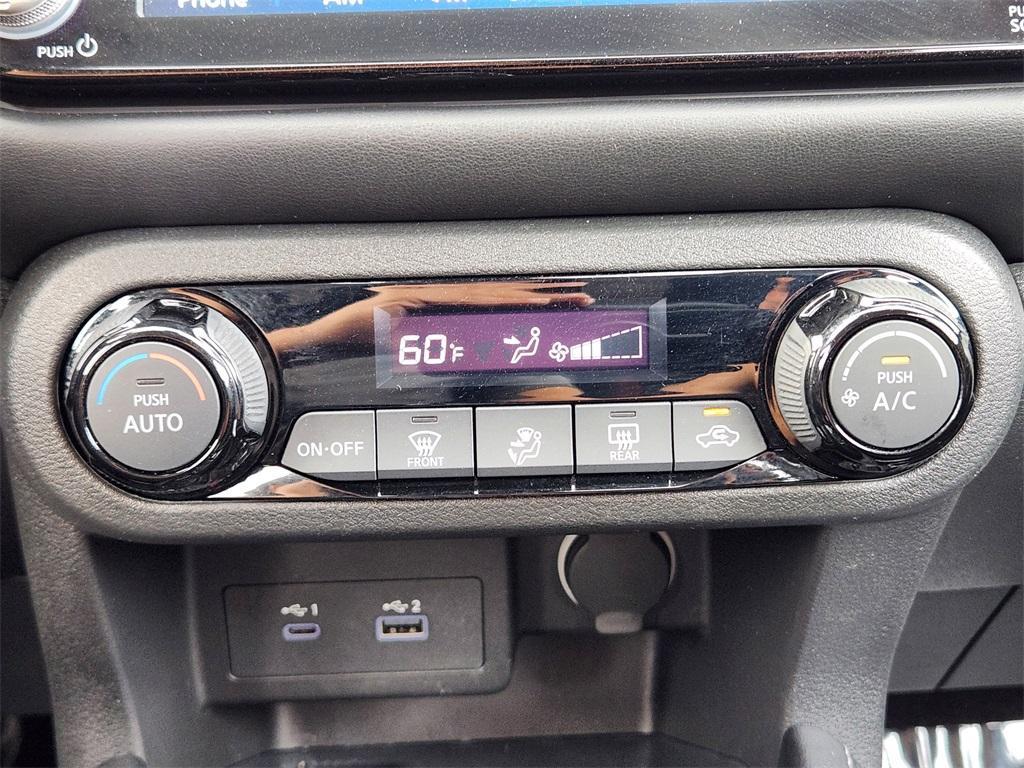 Phone AM
PUSH
60°F
PUSH
AUTO
PUSH
A/C
ON·OFF
FRONT
REAR
1
2